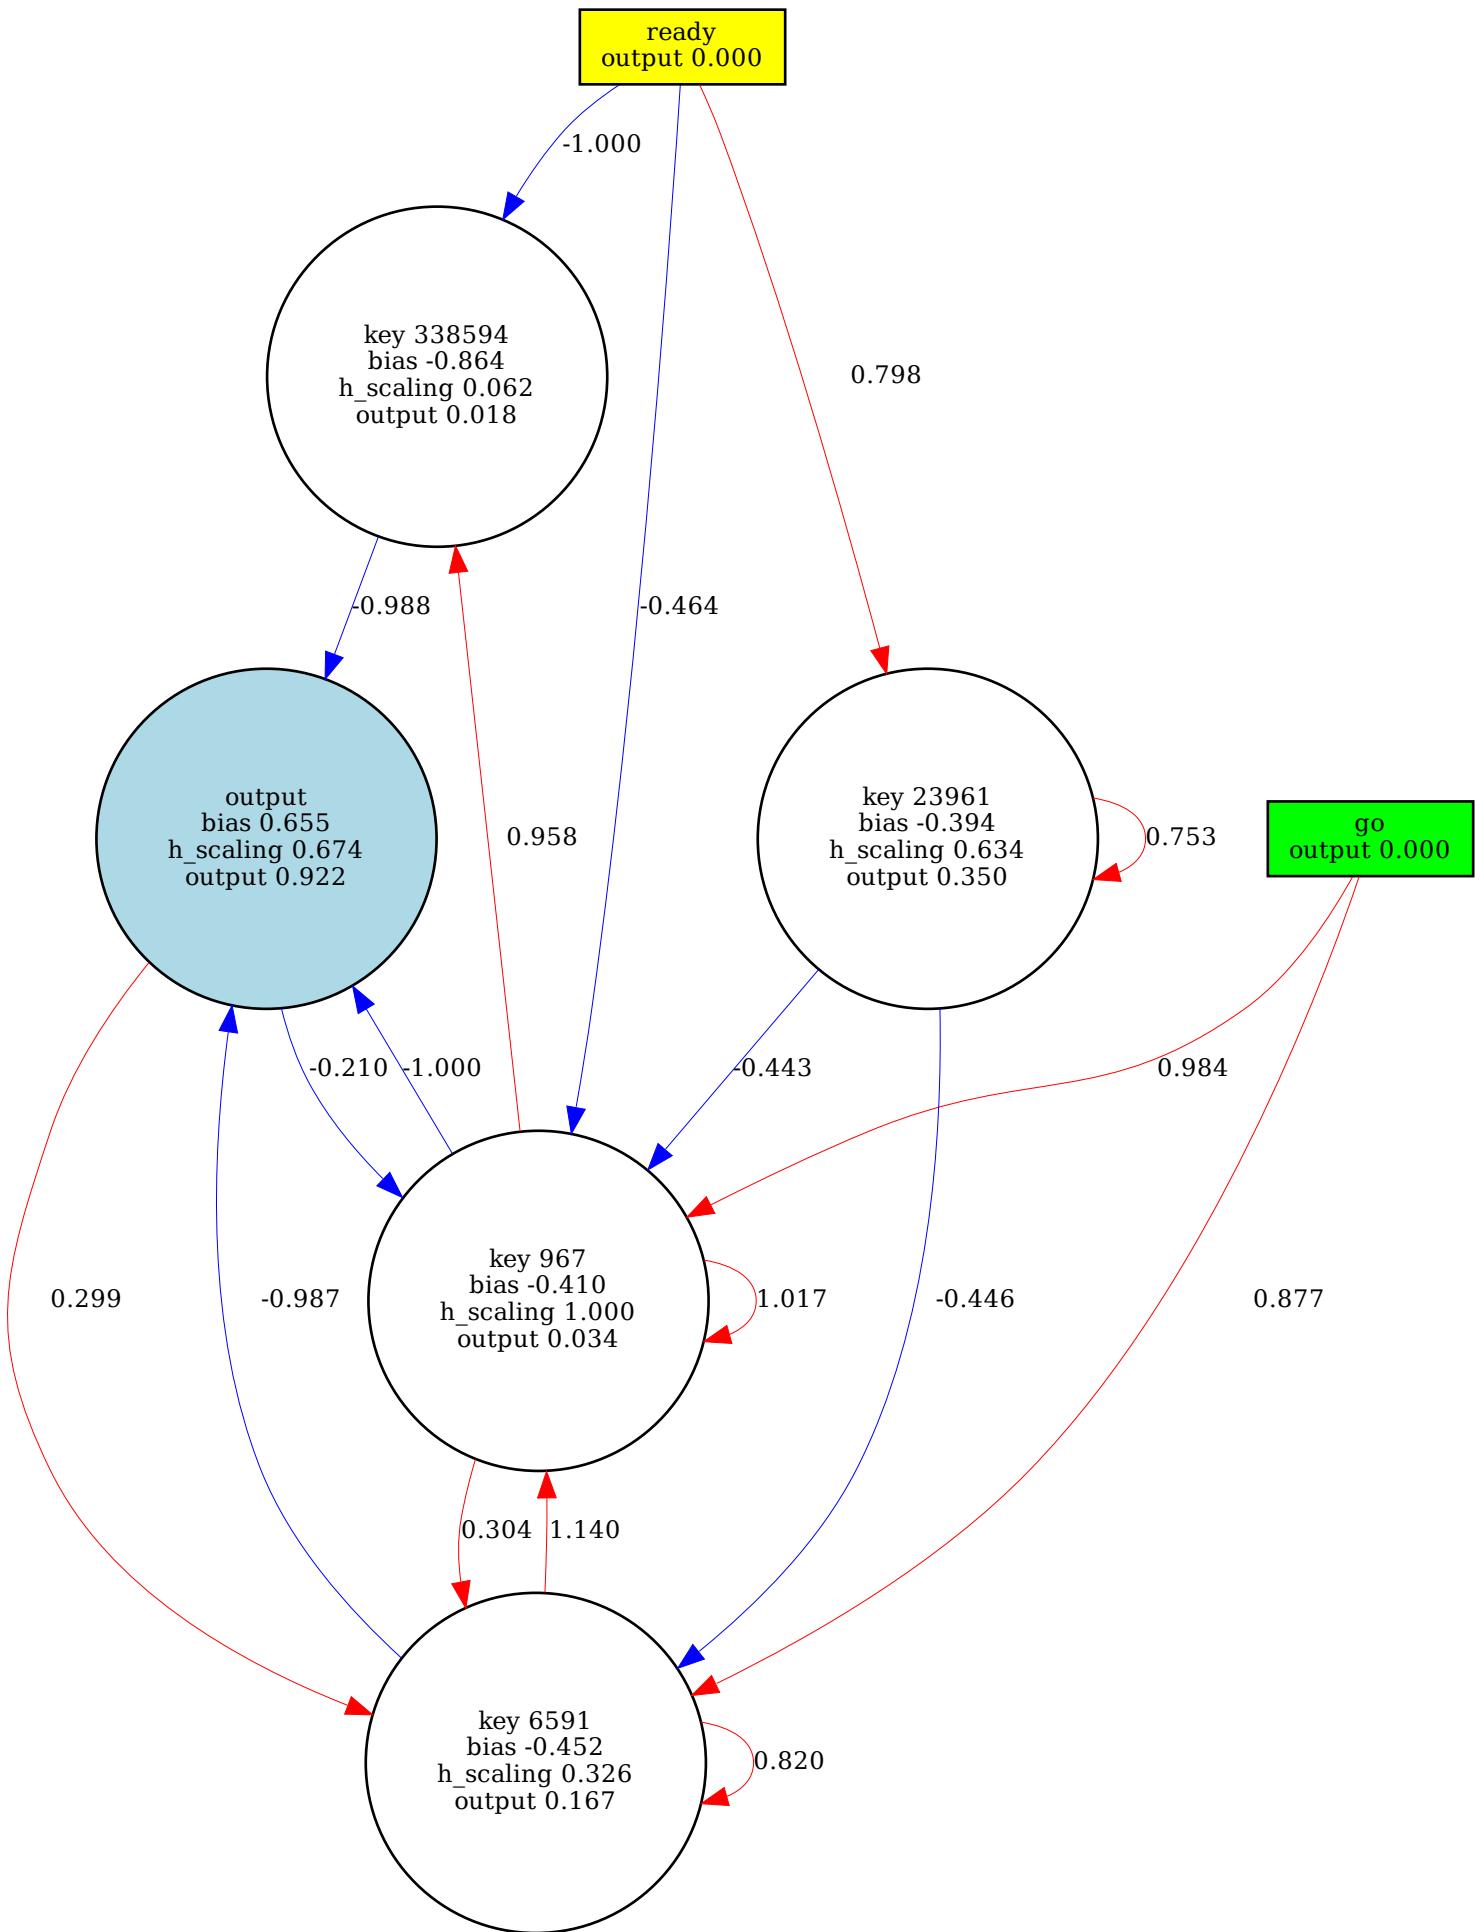 ready
output 0.000
-1.000
key 338594
bias -0.864
h_scaling 0.062
output 0.018
0.798
-0.988
-0.464
output
bias 0.655
h_scaling 0.674
output 0.922
0.958
key 23961
bias -0.394
h_scaling 0.634
output 0.350
0.753
go
output 0.000
-0.210
-1.000
-0.443
0.984
0.299
-0.987
key 967
bias -0.410
h_scaling 1.000
output 0.034
1.017
-0.446
0.877
0.304
1.140
key 6591
bias -0.452
h_scaling 0.326
output 0.167
0.820